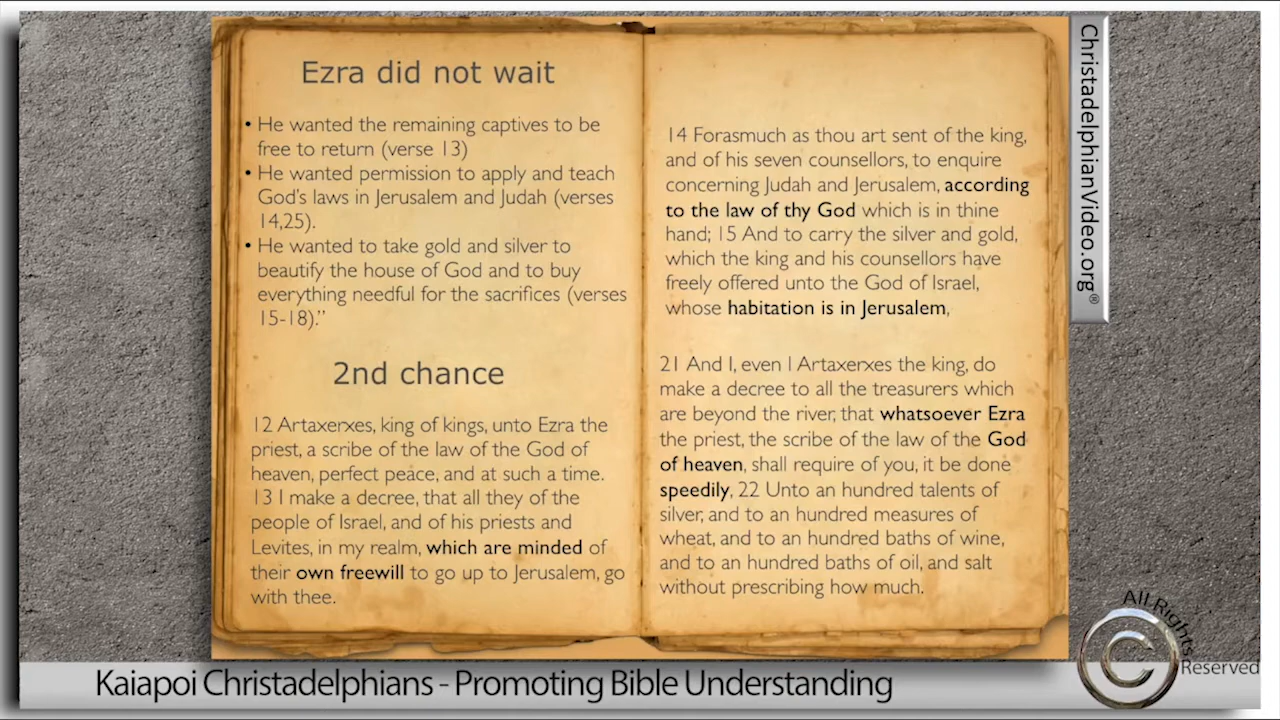 Ezra did not wait
• He wanted the remaining captives to be
free to return (verse 13)
• He wanted permission to apply and teach
God's laws in Jerusalem and Judah (verses
14,25).
• He wanted to take gold and silver to
beautify the house of God and to buy
everything needful for the sacrifices (verses
15-18)."
2nd chance
12 Artaxerxes, king of kings, unto Ezra the
priest, a scribe of the law of the God of
heaven, perfect peace, and at such a time.
13 I make a decree, that all they of the
people of Israel, and of his priests and
Levites, in my realm, which are minded of
their own freewill to go up to Jerusalem, go
with thee.
14 Forasmuch as thou art sent of the king,
and of his seven counsellors, to enquire
concerning Judah and Jerusalem, according
to the law of thy God which is in thine
hand; 15 And to carry the silver and gold,
which the king and his counsellors have
freely offered unto the God of Israel,
whose habitation is in Jerusalem,
21 And I, even I Artaxerxes the king, do
make a decree to all the treasurers which
are beyond the river, that whatsoever Ezra
the priest, the scribe of the law of the God
of heaven, shall require of you, it be done
speedily, 22 Unto an hundred talents of
silver, and to an hundred measures of
wheat, and to an hundred baths of wine,
and to an hundred baths of oil, and salt
without prescribing how much.
ChristadelphianVideo.org®
All Rights
Reserved
Kaiapoi Christadelphians - Promoting Bible Understanding